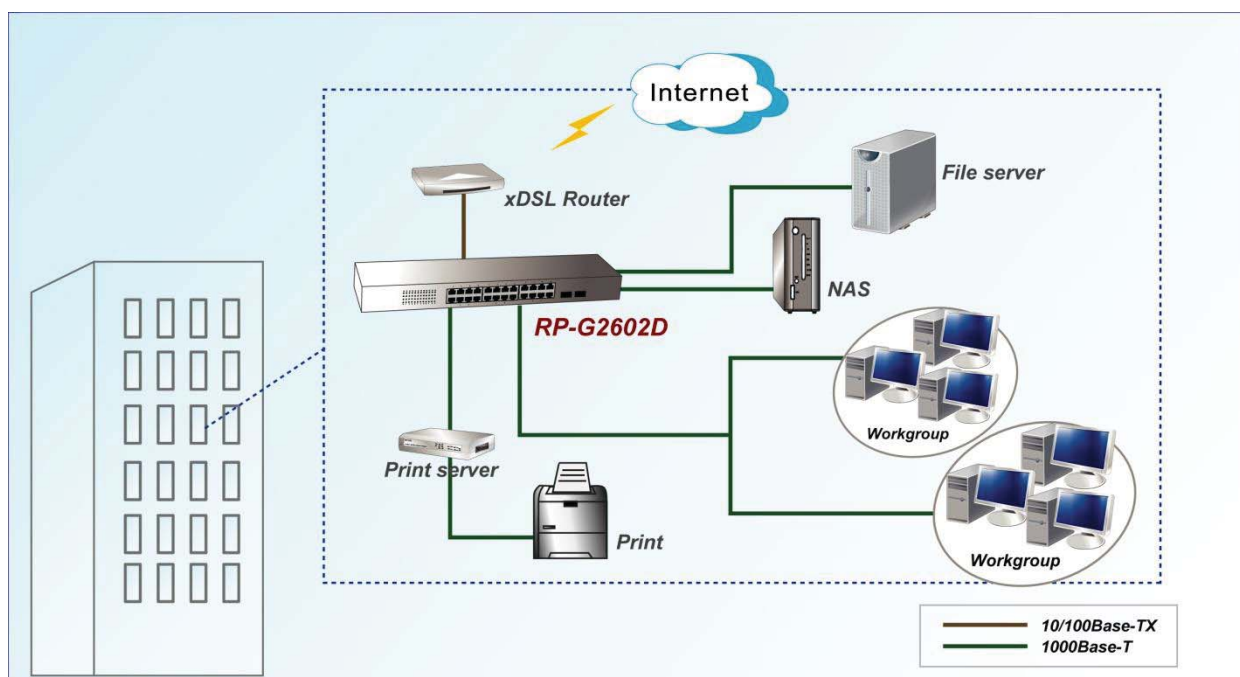 Internet
xDSL Router
File server
NAS
RP-G2602D
Print server
Print
Workgroup
Workgroup
10/100Base-TX
1000Base-T